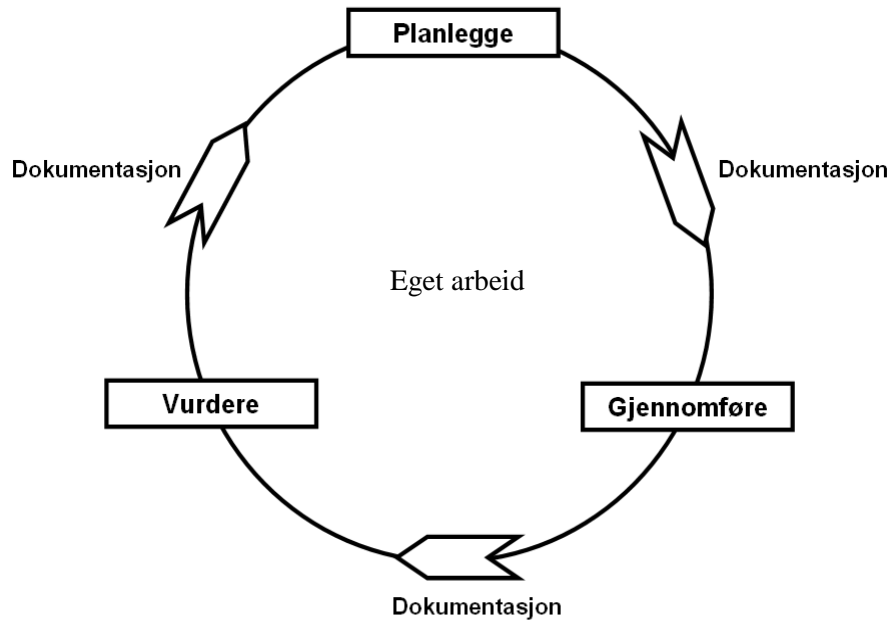 Planlegge
Dokumentasjon
Dokumentasjon
Eget arbeid
Vurdere
Gjennomføre
Dokumentasjon